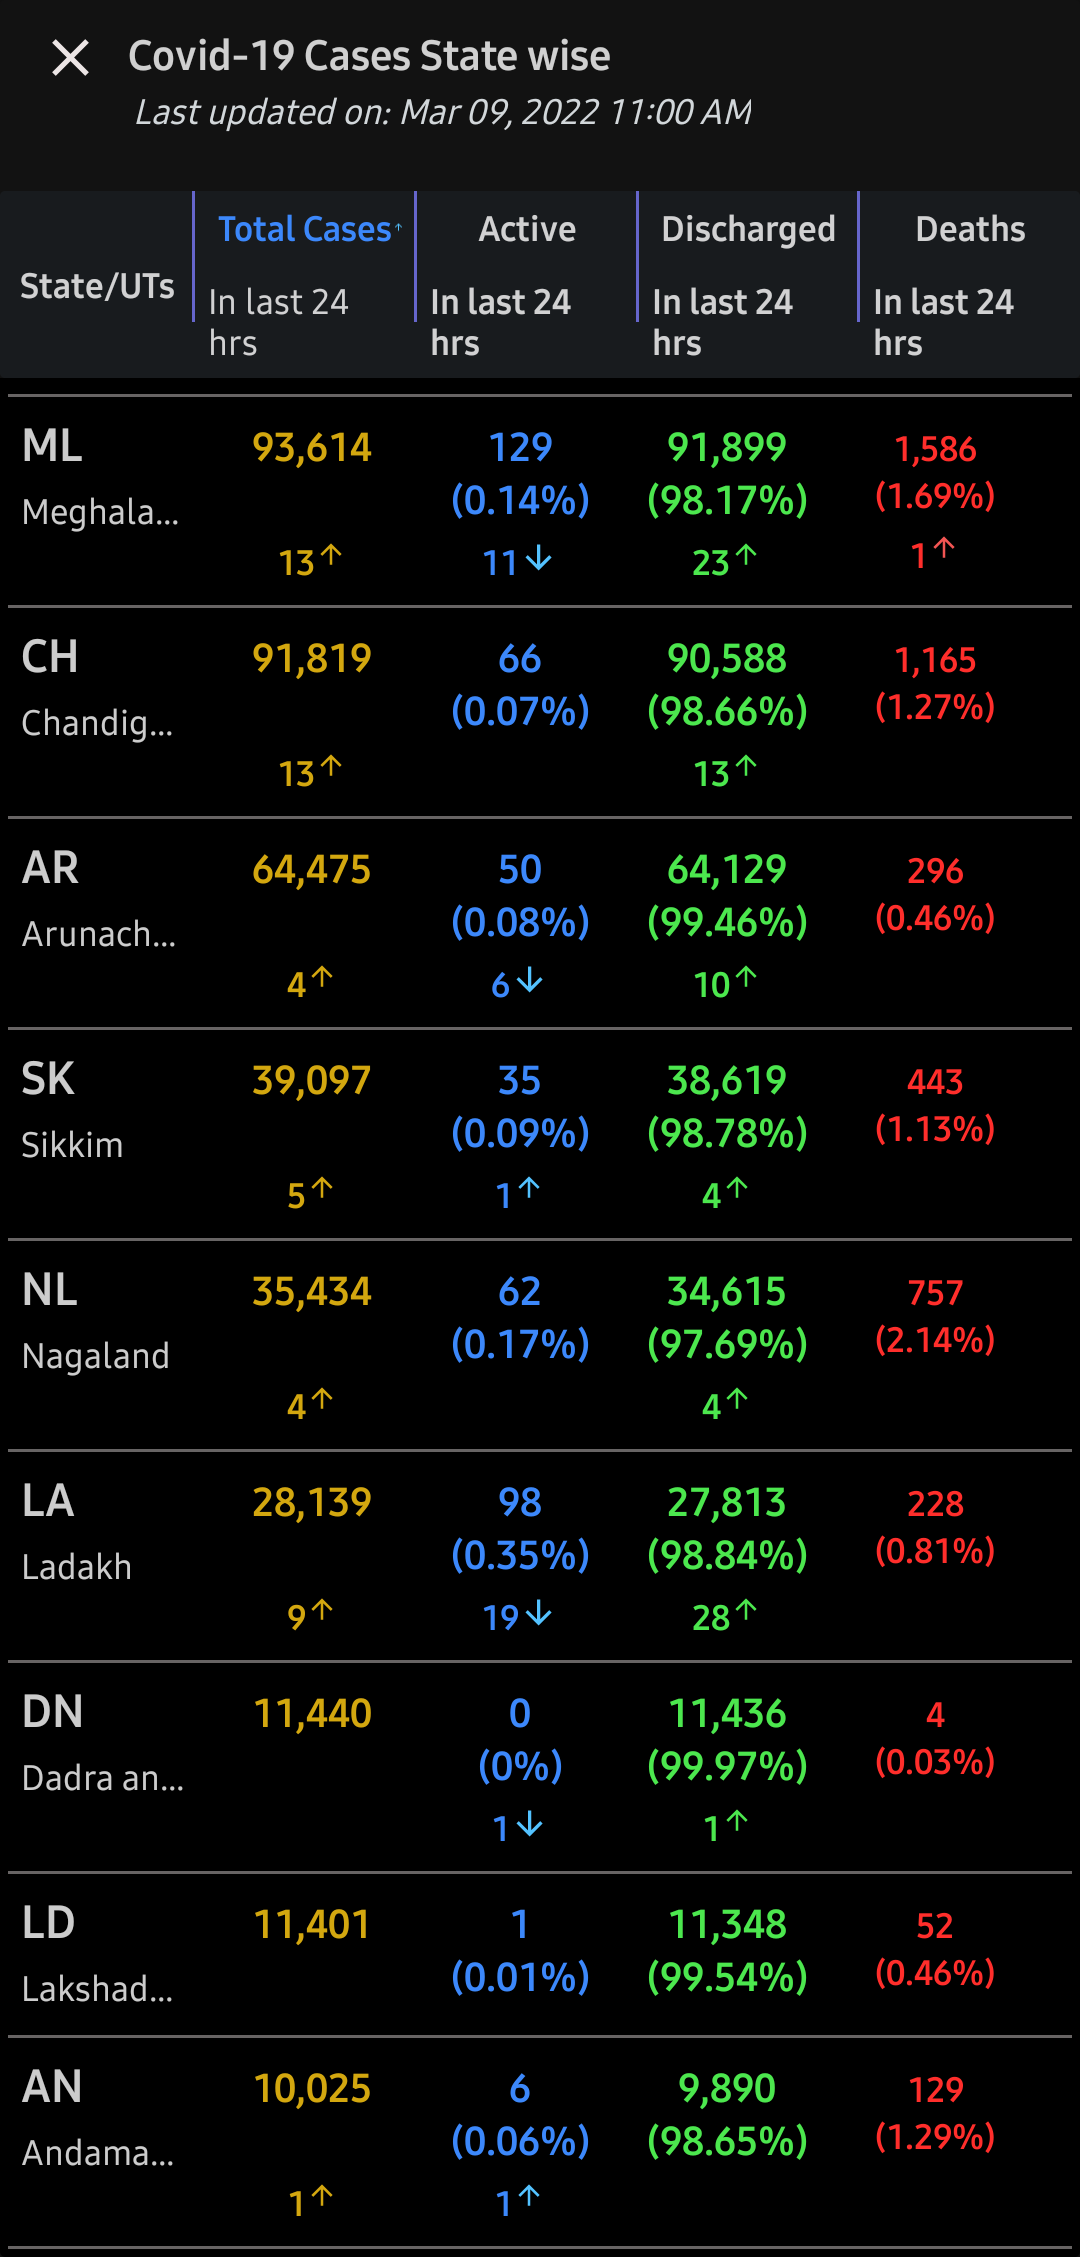 Covid-19 Cases State wise
Last updated on: Mar 09, 2022 11:00 AM
State/UTs Total Cases↑ Active Discharged Deaths
In last 24 hrs In last 24 hrs In last 24 hrs In last 24 hrs
ML 93,614 129 91,899 1,586
Meghala... (0.14%) (98.17%) (1.69%)
13↑ 11↓ 23↑ 1↑
CH 91,819 66 90,588 1,165
Chandig... (0.07%) (98.66%) (1.27%)
13↑ 13↑
AR 64,475 50 64,129 296
Arunach... (0.08%) (99.46%) (0.46%)
4↑ 6↓ 10↑
SK 39,097 35 38,619 443
Sikkim (0.09%) (98.78%) (1.13%)
5↑ 1↑ 4↑
NL 35,434 62 34,615 757
Nagaland (0.17%) (97.69%) (2.14%)
4↑ 4↑
LA 28,139 98 27,813 228
Ladakh (0.35%) (98.84%) (0.81%)
9↑ 19↓ 28↑
DN 11,440 0 11,436 4
Dadra an... (0%) (99.97%) (0.03%)
1↓ 1↑
LD 11,401 1 11,348 52
Lakshad... (0.01%) (99.54%) (0.46%)
AN 10,025 6 9,890 129
Andama... (0.06%) (98.65%) (1.29%)
1↑ 1↑